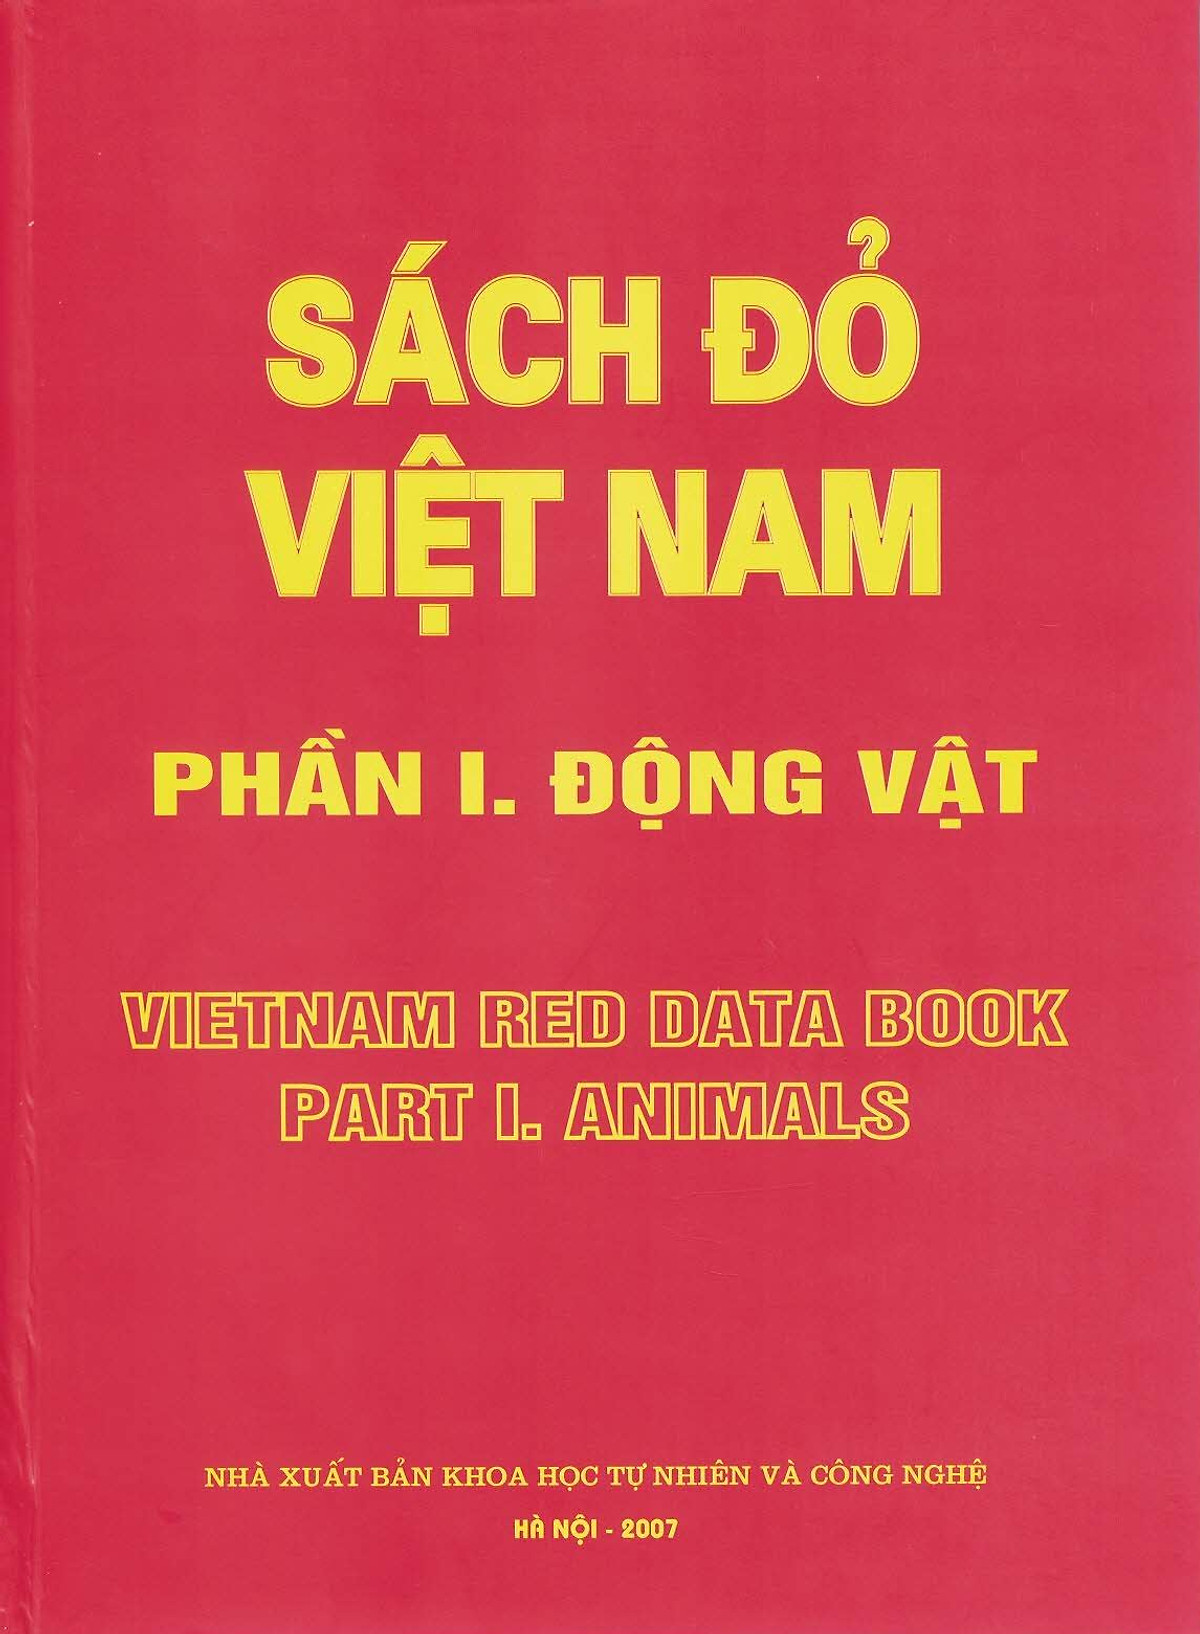 SÁCH ĐỎ
VIỆT NAM
PHẦN I. ĐỘNG VẬT
VIETNAM RED DATA BOOK
PART I. ANIMALS
NHÀ XUẤT BẢN KHOA HỌC TỰ NHIÊN VÀ CÔNG NGHỆ
HÀ NỘI - 2007